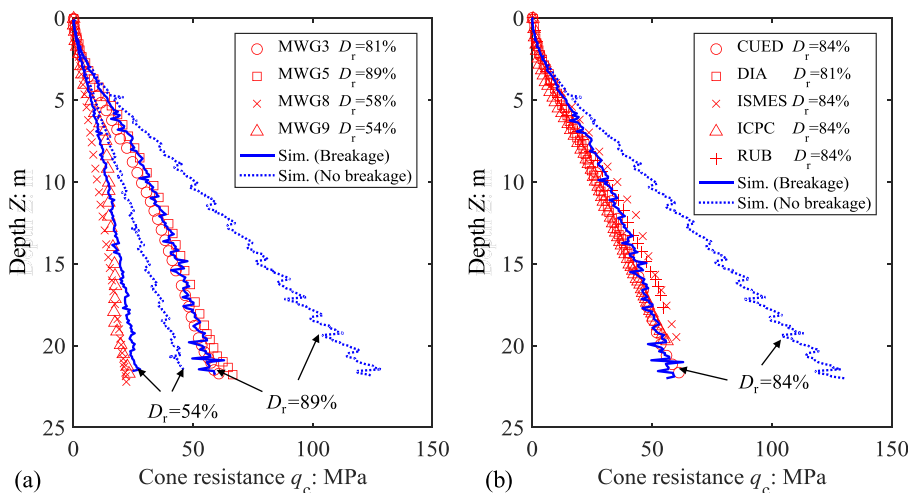 0
5
10
15
20
25
Depth Z: m
MWG3 Dr=81%
MWG5 Dr=89%
MWG8 Dr=58%
MWG9 Dr=54%
Sim. (Breakage)
Sim. (No breakage)
Dr=54%
Dr=89%
0 50 100 150
(a) Cone resistance qc: MPa
0
5
10
15
20
25
Depth Z: m
CUED Dr=84%
DIA Dr=81%
ISMES Dr=84%
ICPC Dr=84%
RUB Dr=84%
Sim. (Breakage)
Sim. (No breakage)
Dr=84%
0 50 100 150
(b) Cone resistance qc: MPa